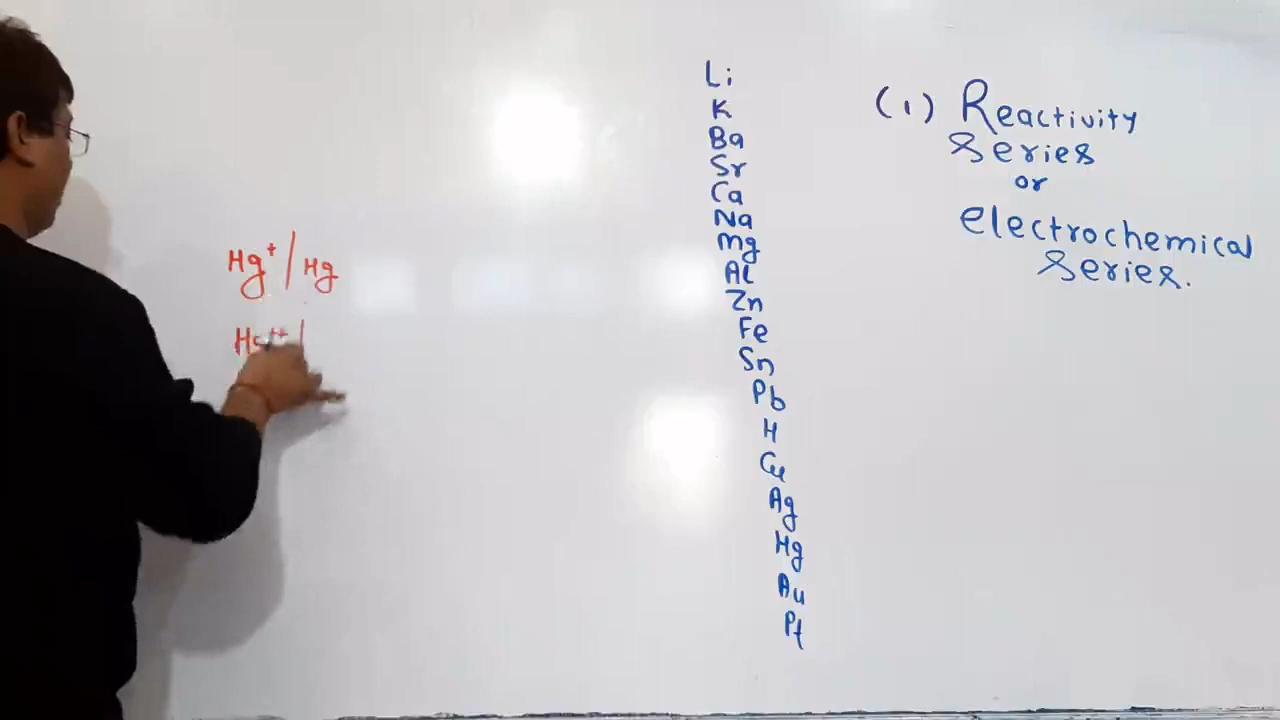 Hg⁺ / Hg
Hg⁺⁺ /
Li
K
Ba
Sr
Ca
Na
Mg
Al
Zn
Fe
Sn
Pb
H
Cu
Ag
Hg
Au
Pt
(1) Reactivity
series
or
electrochemical
series.